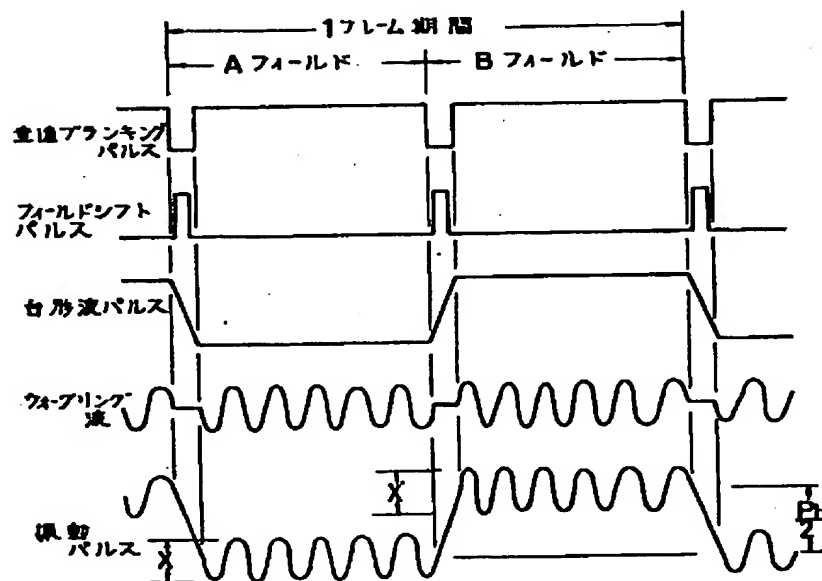 1フレーム期間
Aフィールド
Bフィールド
垂直ブランキング
パルス
フィールドシフト
パルス
台形波パルス
ウォーブリング
波
X
X
振動
パルス
PH
2